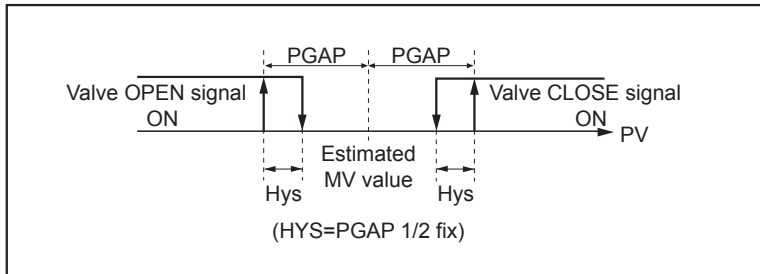 PGAP PGAP
Valve OPEN signal
ON
Valve CLOSE signal
ON
PV
Estimated
MV value
Hys Hys
(HYS=PGAP 1/2 fix)